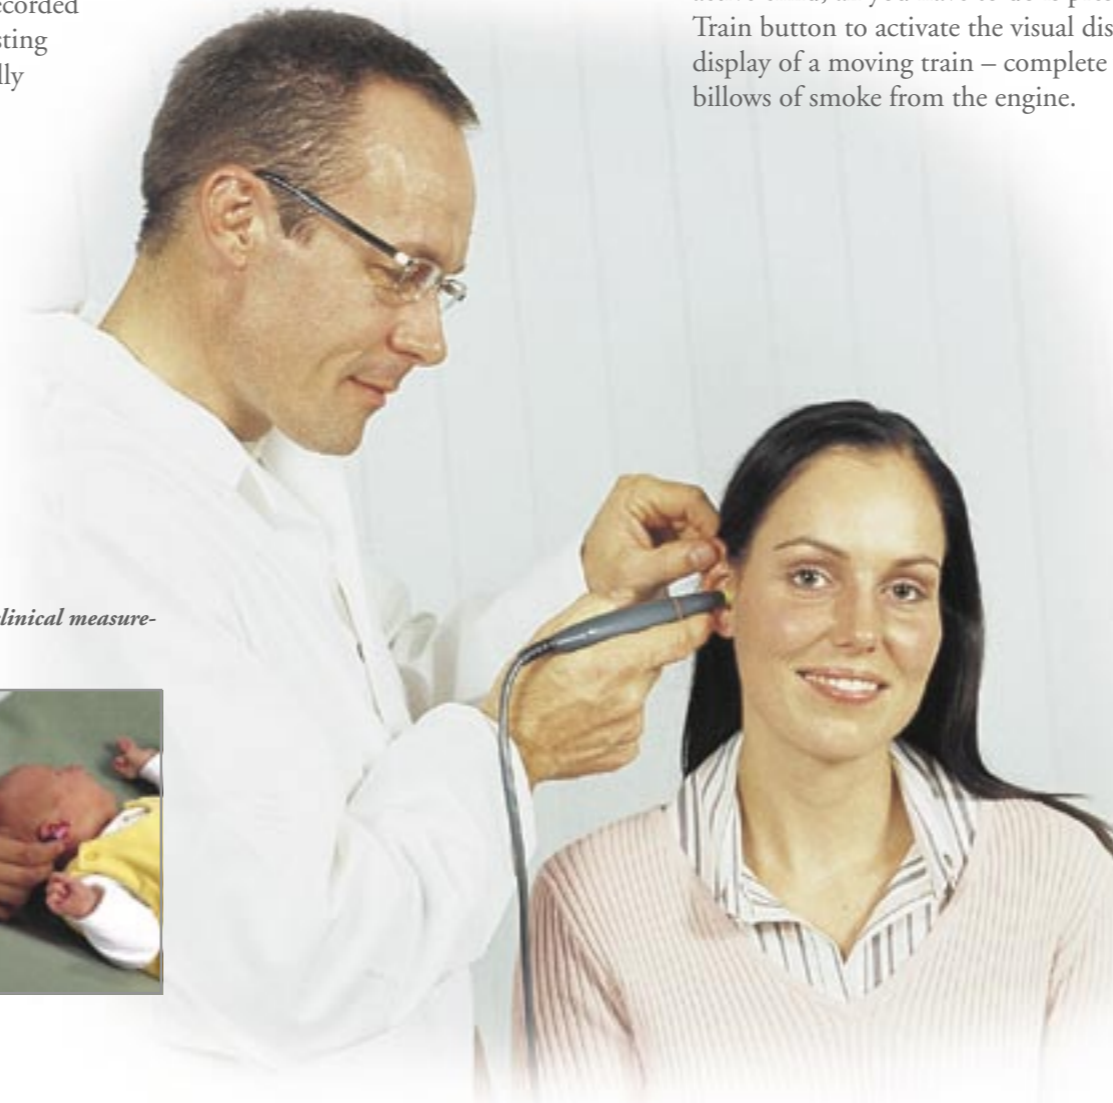 ecorded
sting
lly
Train button to activate the visual dis
display of a moving train – complete
billows of smoke from the engine.
linical measure-